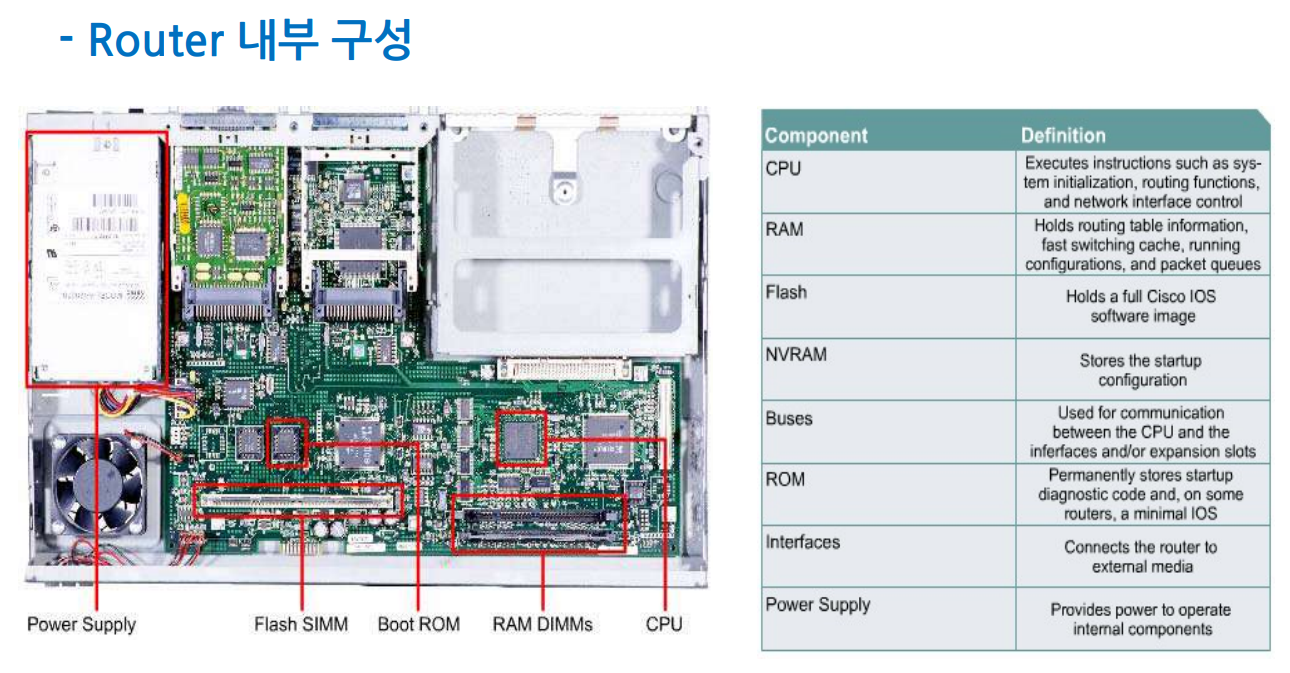 - Router 내부 구성
Power Supply
Flash SIMM
Boot ROM
RAM DIMMs
CPU
Component Definition
CPU
Executes instructions such as sys-
tem initialization, routing functions,
and network interface control
RAM
Holds routing table information,
fast switching cache, running
configurations, and packet queues
Flash
Holds a full Cisco IOS
software image
NVRAM
Stores the startup
configuration
Buses
Used for communication
between the CPU and the
inferfaces and/or expansion slots
ROM
Permanently stores startup
diagnostic code and, on some
routers, a minimal IOS
Interfaces
Connects the router to
external media
Power Supply
Provides power to operate
internal components